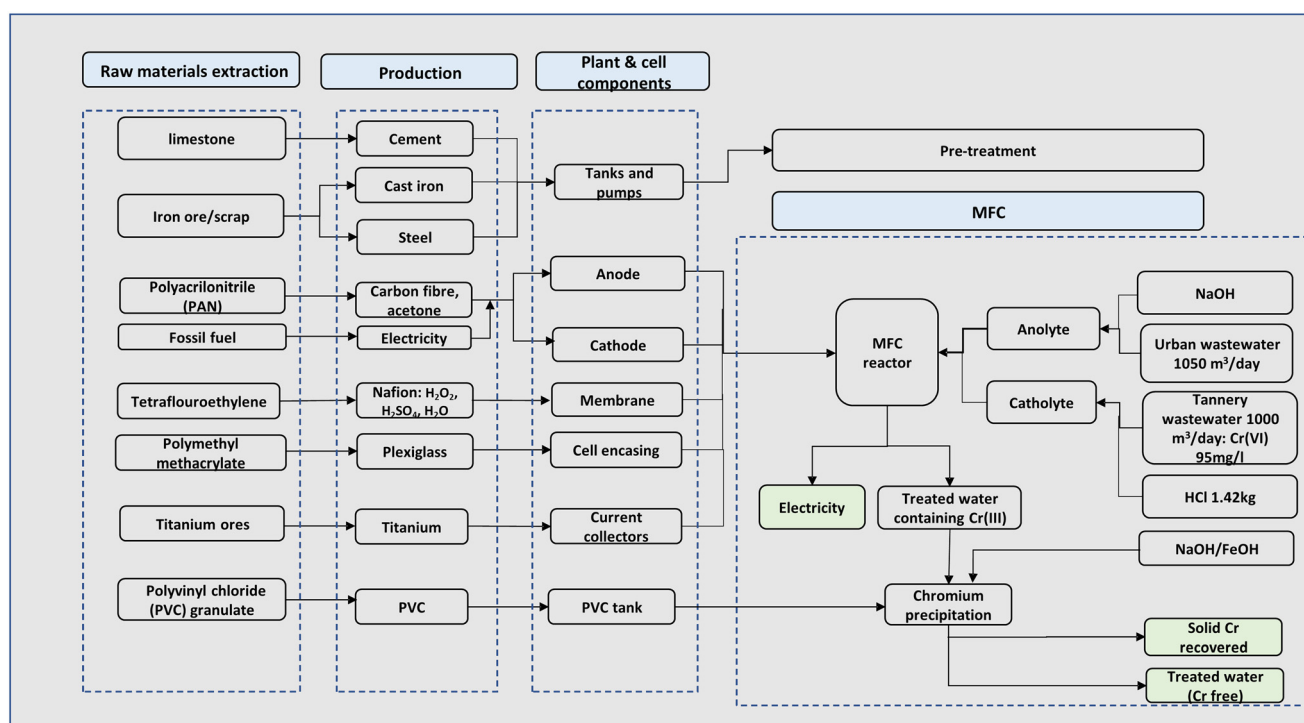 Raw materials extraction
Production
Plant & cell
components
limestone
Cement
Iron ore/scrap
Cast iron
Steel
Tanks and
pumps
Pre-treatment
MFC
Polyacrilonitrile
(PAN)
Carbon fibre,
acetone
Fossil fuel
Electricity
Anode
Cathode
Tetraflouroethylene
Nafion: H₂O₂,
H₂SO₄, H₂O
Membrane
Polymethyl
methacrylate
Plexiglass
Cell encasing
Titanium ores
Titanium
Current
collectors
Polyvinyl chloride
(PVC) granulate
PVC
PVC tank
MFC
reactor
Anolyte
Catholyte
NaOH
Urban wastewater
1050 m³/day
Tannery
wastewater 1000
m³/day: Cr(VI)
95mg/l
HCl 1.42kg
Electricity
Treated water
containing Cr(III)
NaOH/FeOH
Chromium
precipitation
Solid Cr
recovered
Treated water
(Cr free)